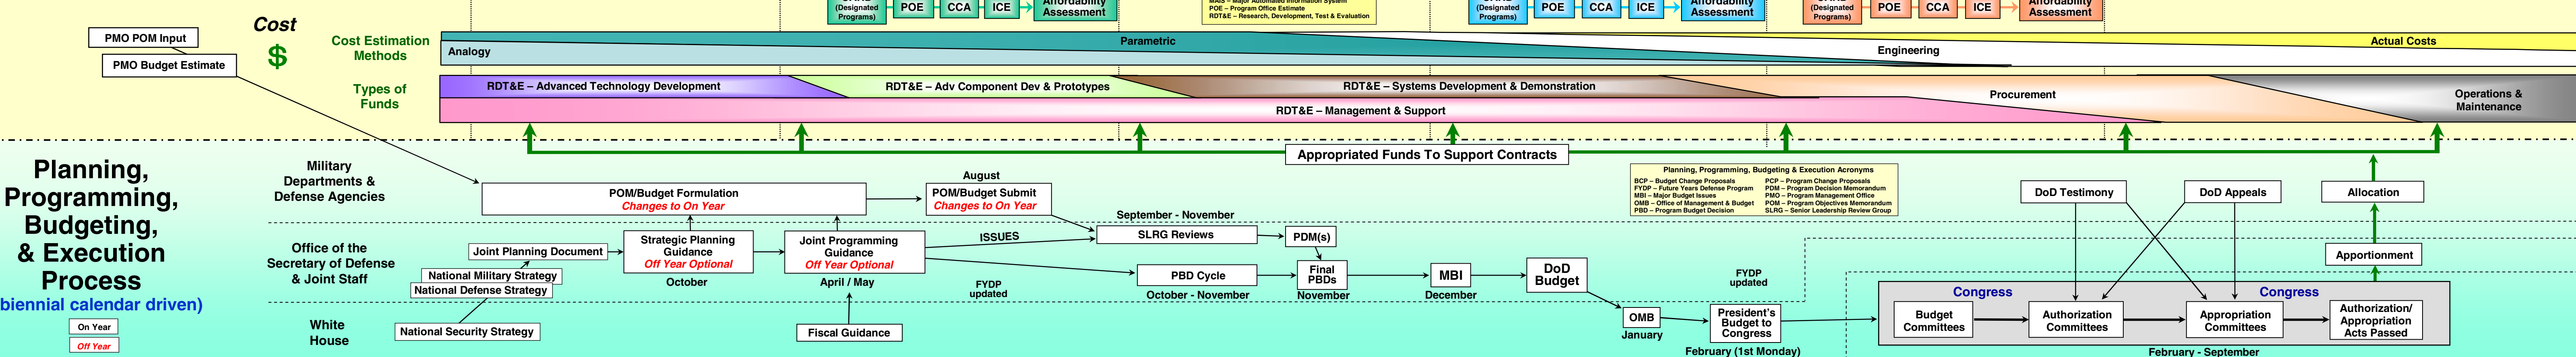 (Designated
Programs)
POE
CCA
ICE
Affordability
Assessment
MAIS – Major Automated Information System
POE – Program Office Estimate
RDT&E – Research, Development, Test & Evaluation
(Designated
Programs)
POE
CCA
ICE
Affordability
Assessment
(Designated
Programs)
POE
CCA
ICE
Affordability
Assessment
PMO POM Input
PMO Budget Estimate
Cost
$
Cost Estimation
Methods
Analogy
Parametric
Engineering
Actual Costs
Types of
Funds
RDT&E – Advanced Technology Development
RDT&E – Adv Component Dev & Prototypes
RDT&E – Systems Development & Demonstration
Procurement
Operations &
Maintenance
RDT&E – Management & Support
Appropriated Funds To Support Contracts
Planning,
Programming,
Budgeting,
& Execution
Process
biennial calendar driven)
On Year
Off Year
Military
Departments &
Defense Agencies
POM/Budget Formulation
Changes to On Year
August
POM/Budget Submit
Changes to On Year
Planning, Programming, Budgeting & Execution Acronyms
BCP – Budget Change Proposals
FYDP – Future Years Defense Program
MBI – Major Budget Issues
OMB – Office of Management & Budget
PBD – Program Budget Decision
PCP – Program Change Proposals
PDM – Program Decision Memorandum
PMO – Program Management Office
POM – Program Objectives Memorandum
SLRG – Senior Leadership Review Group
DoD Testimony
DoD Appeals
Allocation
Office of the
Secretary of Defense
& Joint Staff
Joint Planning Document
National Military Strategy
National Defense Strategy
Strategic Planning
Guidance
Off Year Optional
October
Joint Programming
Guidance
Off Year Optional
April / May
ISSUES
FYDP
updated
September - November
SLRG Reviews
PDM(s)
PBD Cycle
October - November
Final
PBDs
November
MBI
December
DoD
Budget
FYDP
updated
Apportionment
White
House
National Security Strategy
Fiscal Guidance
OMB
January
President's
Budget to
Congress
February (1st Monday)
Congress
Congress
Budget
Committees
Authorization
Committees
Appropriation
Committees
Authorization/
Appropriation
Acts Passed
February - September